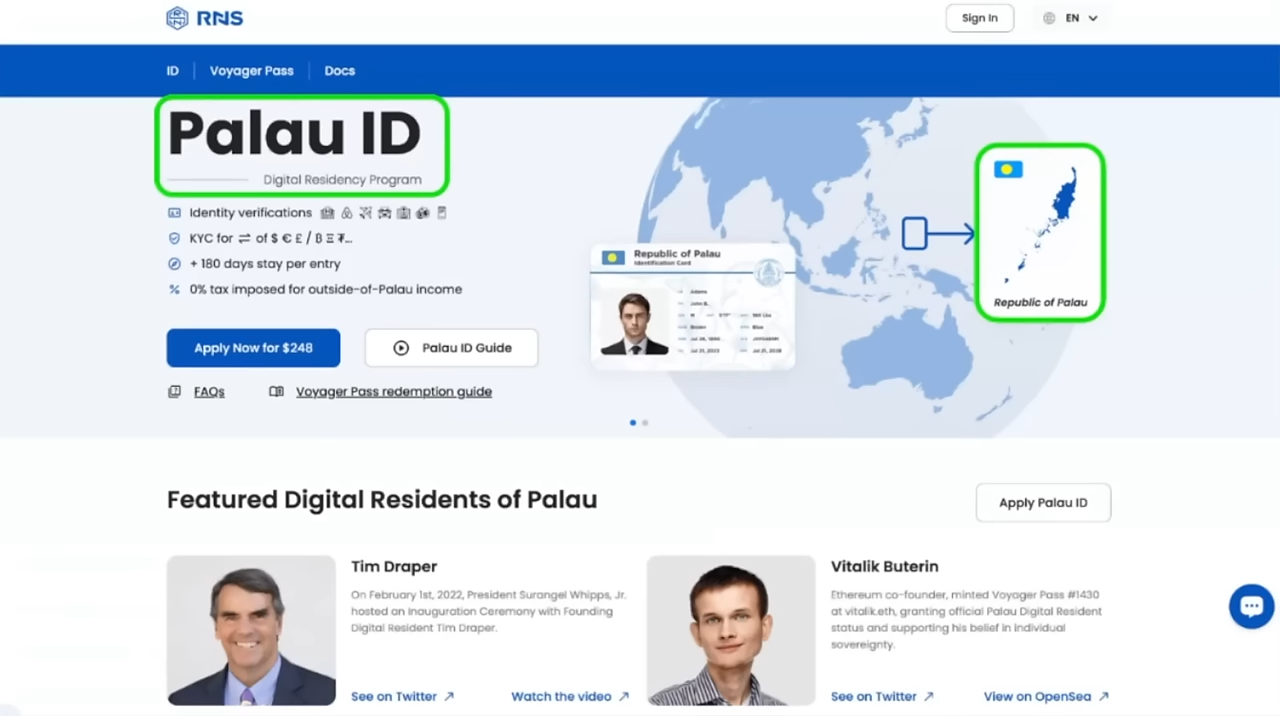 RNS
Sign In
EN
ID
Voyager Pass
Docs
Palau ID
Digital Residency Program
Identity verifications
KYC for ⇌ of $ € £ / B Ξ ₮...
+ 180 days stay per entry
0% tax imposed for outside-of-Palau income
Apply Now for $248
Palau ID Guide
FAQs
Voyager Pass redemption guide
Republic of Palau
Identification Card
Adams
John B.
M
Brown
Blue
Republic of Palau
Featured Digital Residents of Palau
Apply Palau ID
Tim Draper
On February 1st, 2022, President Surangel Whipps, Jr.
hosted an Inauguration Ceremony with Founding
Digital Resident Tim Draper.
See on Twitter
Watch the video
Vitalik Buterin
Ethereum co-founder, minted Voyager Pass #1430
at vitalik.eth, granting official Palau Digital Resident
status and supporting his belief in individual
sovereignty.
See on Twitter
View on OpenSea